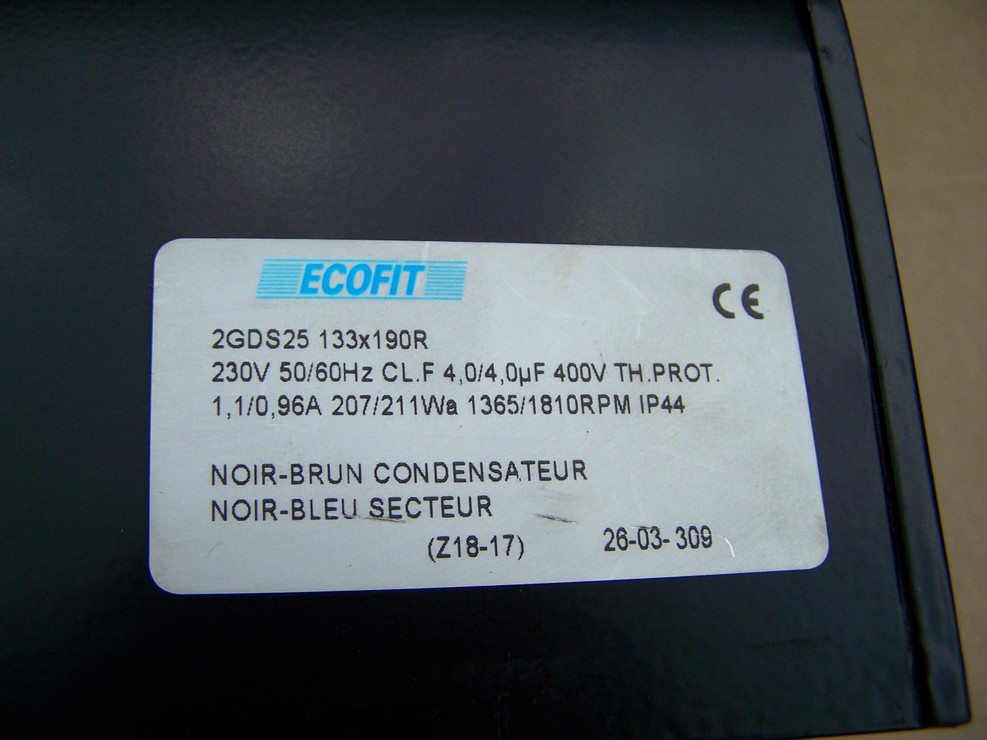 ECOFIT
CE
2GDS25 133x190R
230V 50/60Hz CL.F 4,0/4,0µF 400V TH.PROT.
1,1/0,96A 207/211Wa 1365/1810RPM IP44
NOIR-BRUN CONDENSATEUR
NOIR-BLEU SECTEUR
(Z18-17) 26-03-309